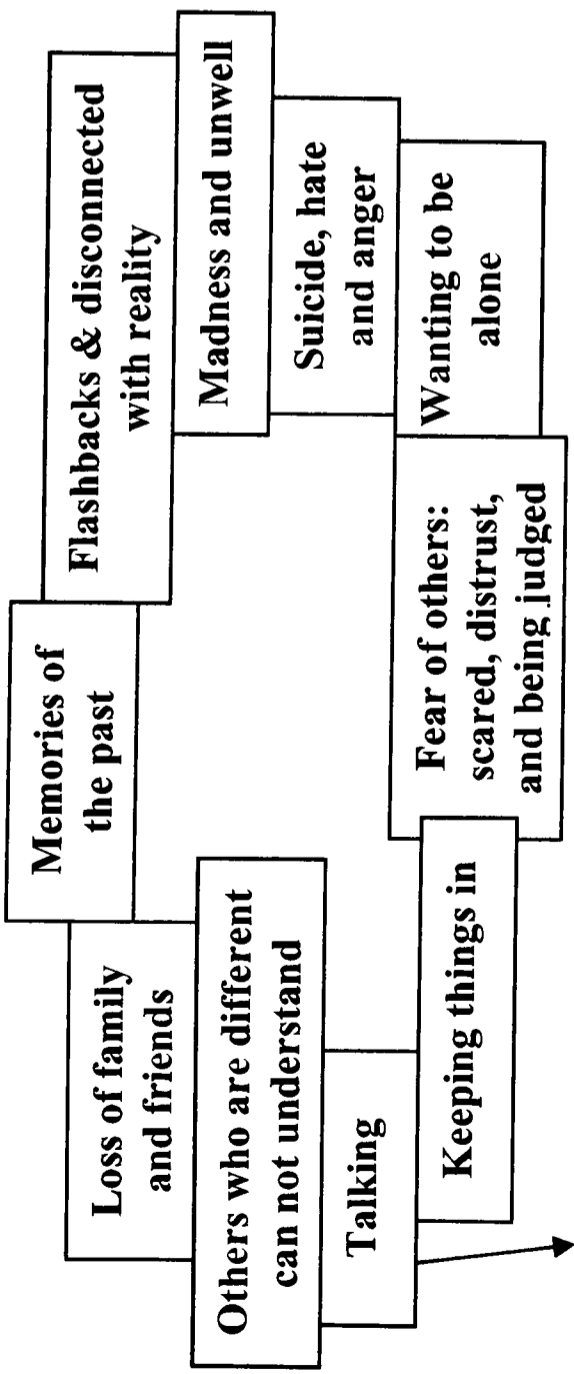 Memories of
the past
Flashbacks & disconnected
with reality
Madness and unwell
Suicide, hate
and anger
Wanting to be
alone
Fear of others:
scared, distrust,
and being judged
Keeping things in
Talking
Others who are different
can not understand
Loss of family
and friends